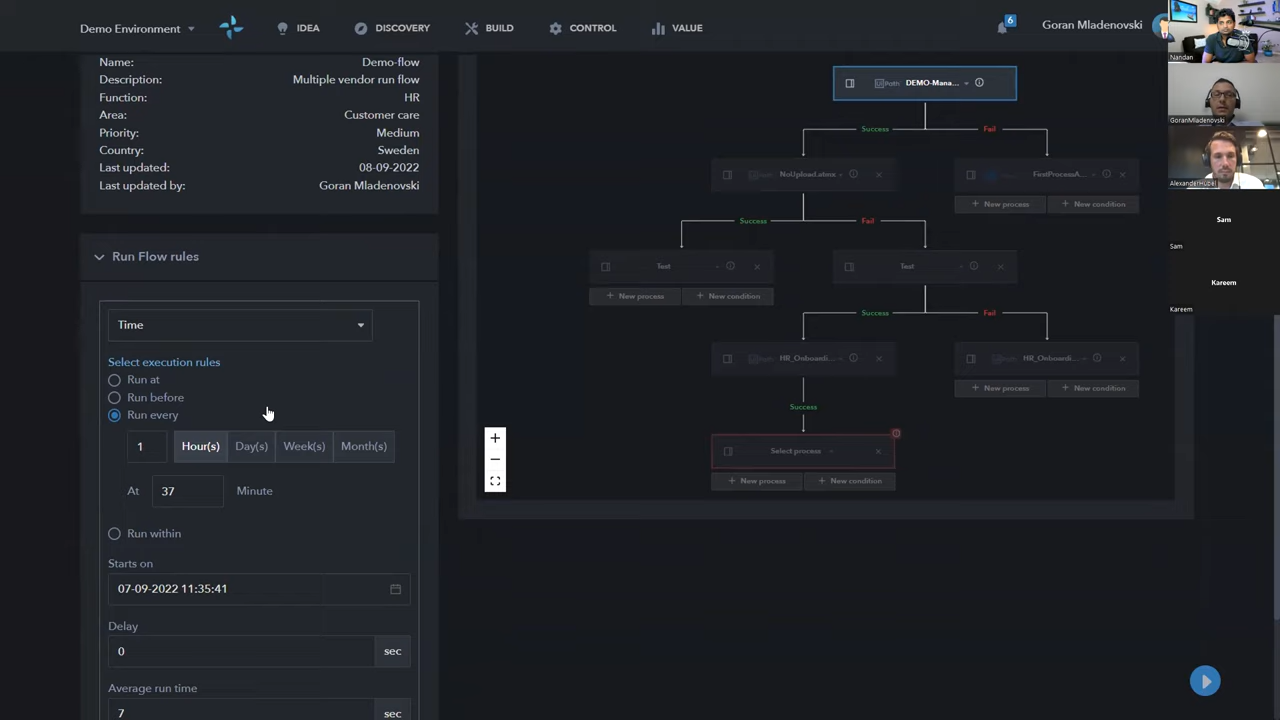 Demo Environment
IDEA
DISCOVERY
BUILD
CONTROL
VALUE
6
Goran Mladenovski
Nandan
GoranMladenovski
AlexanderHübel
Sam
Sam
Kareem
Kareem
Name: Demo-flow
Description: Multiple vendor run flow
Function: HR
Area: Customer care
Priority: Medium
Country: Sweden
Last updated: 08-09-2022
Last updated by: Goran Mladenovski
Run Flow rules
Time
Select execution rules
Run at
Run before
Run every
1 Hour(s) Day(s) Week(s) Month(s)
At 37 Minute
Run within
Starts on
07-09-2022 11:35:41
Delay
0 sec
Average run time
7 sec
UiPath DEMO-Mana...
Success Fail
UiPath NoUpload.atmx
FirstProcessA...
+ New process + New condition
Success Fail
Test
Test
+ New process + New condition
Success Fail
UiPath HR_Onboardi...
UiPath HR_Onboardi...
+ New process + New condition
Success
Select process
+ New process + New condition